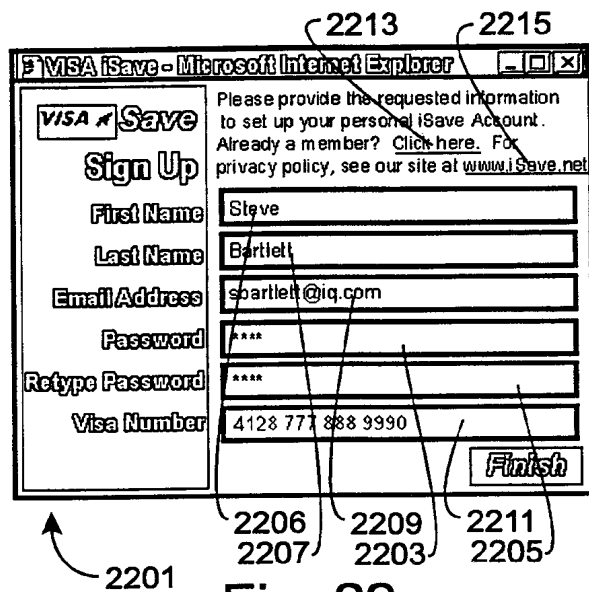 2213 2215
VISA iSave - Microsoft Internet Explorer
Please provide the requested information
to set up your personal iSave Account.
Already a member? Click here. For
privacy policy, see our site at www.iSave.net
VISA Save
Sign Up
First Name Steve
Last Name Bartlett
Email Address sbartlett@iq.com
Password ****
Retype Password ****
Visa Number 4128 777 888 9990
Finish
2206 2209 2211
2207 2203 2205
2201